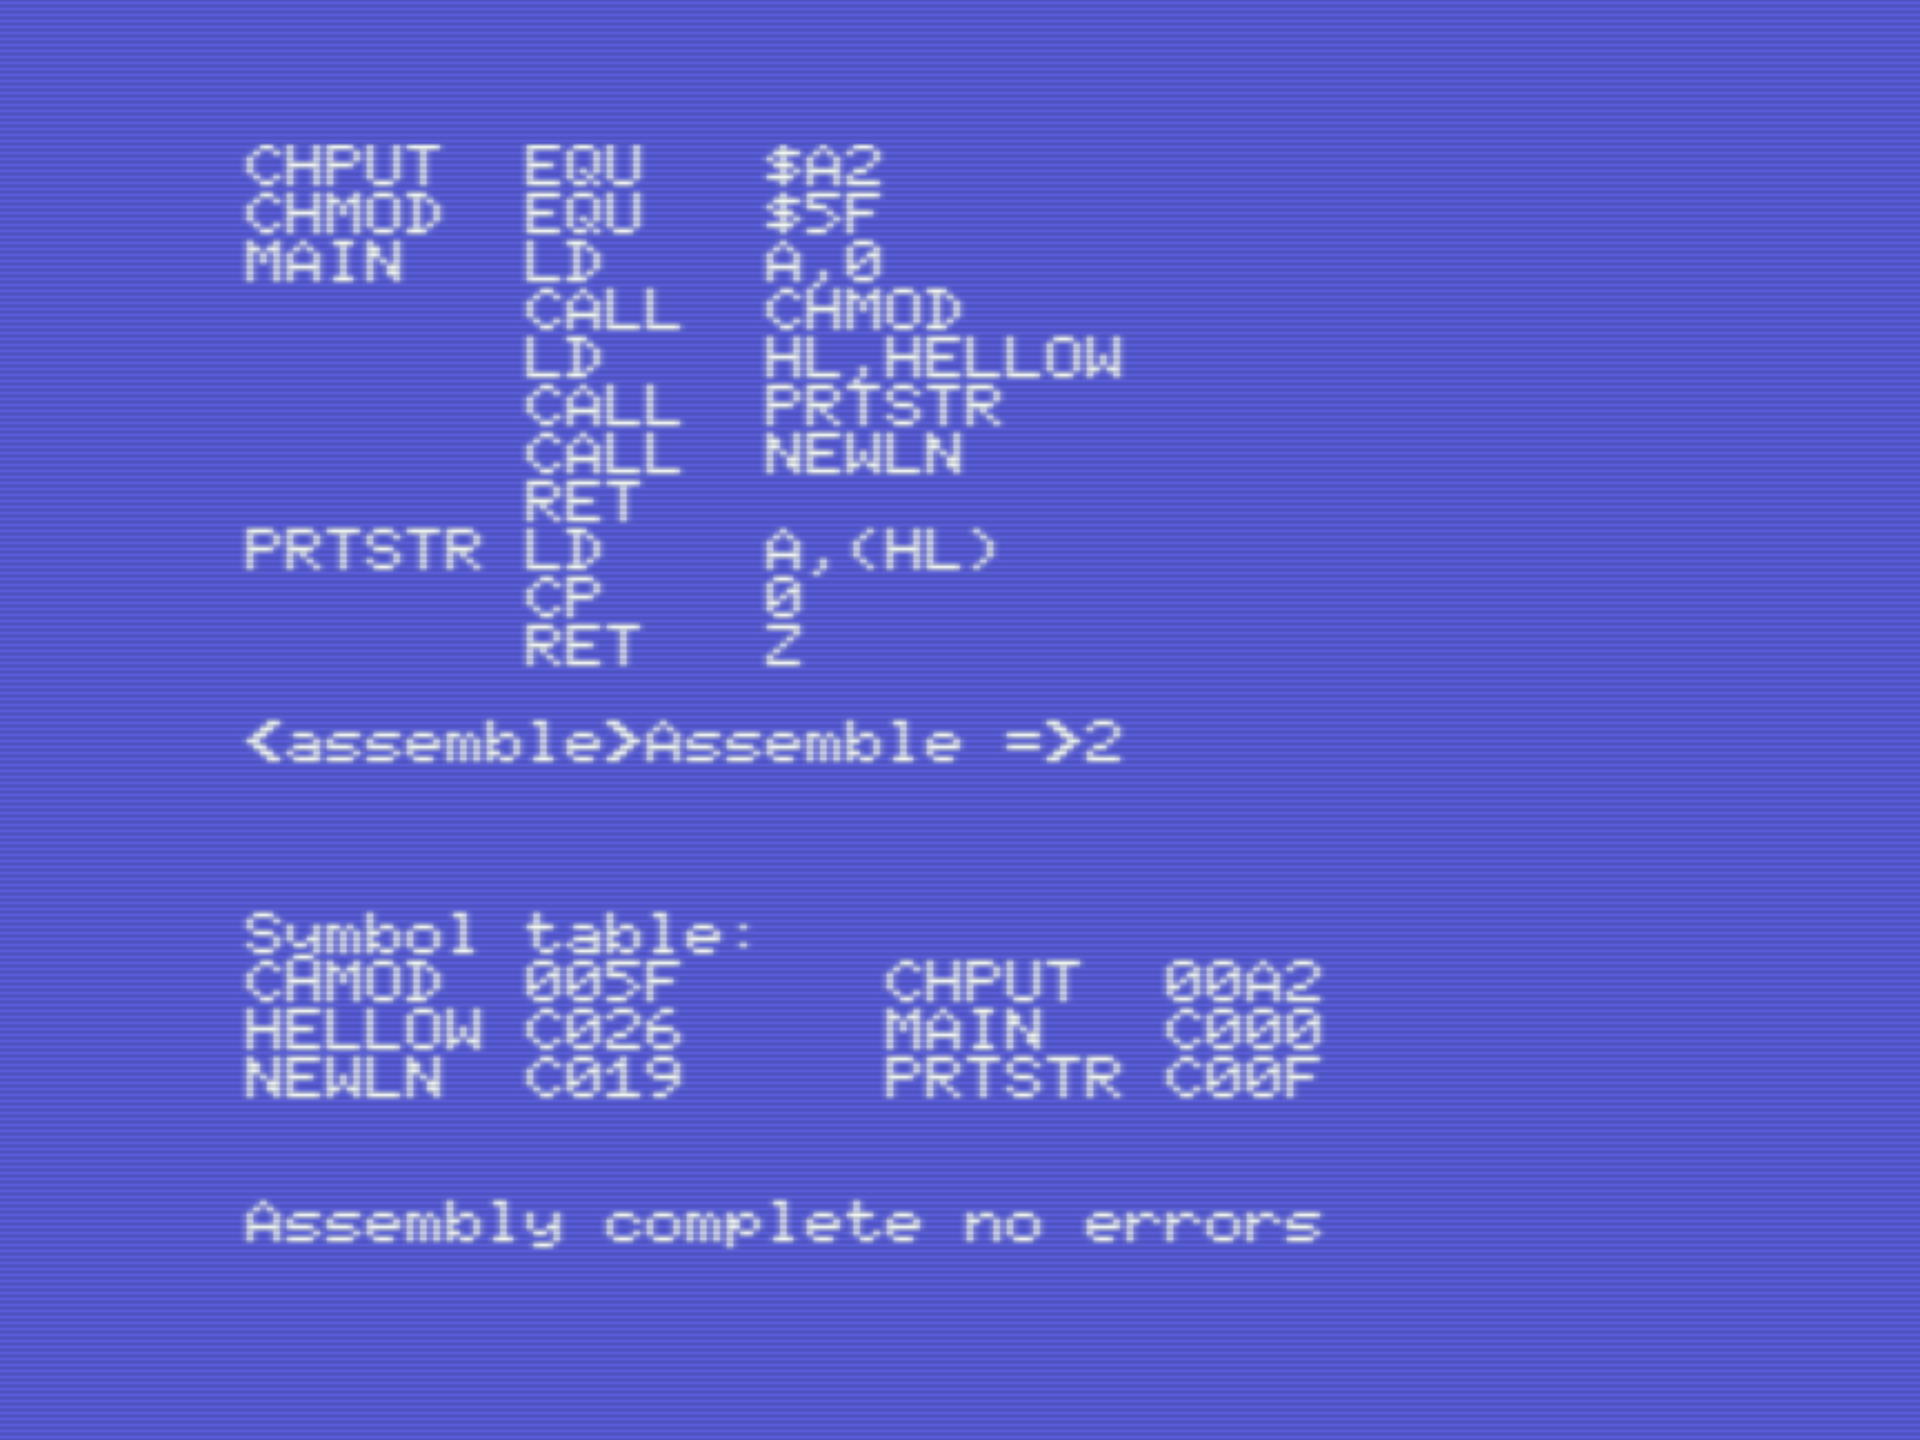 CHPUT  EQU   $A2
CHMOD  EQU   $5F
MAIN   LD    A,0
       CALL  CHMOD
       LD    HL,HELLOW
       CALL  PRTSTR
       CALL  NEWLN
       RET
PRTSTR LD    A,(HL)
       CP    0
       RET   Z
<assemble>Assemble =>2
Symbol table:
CHMOD  005F     CHPUT  00A2
HELLOW C026     MAIN   C000
NEWLN  C019     PRTSTR C00F
Assembly complete no errors